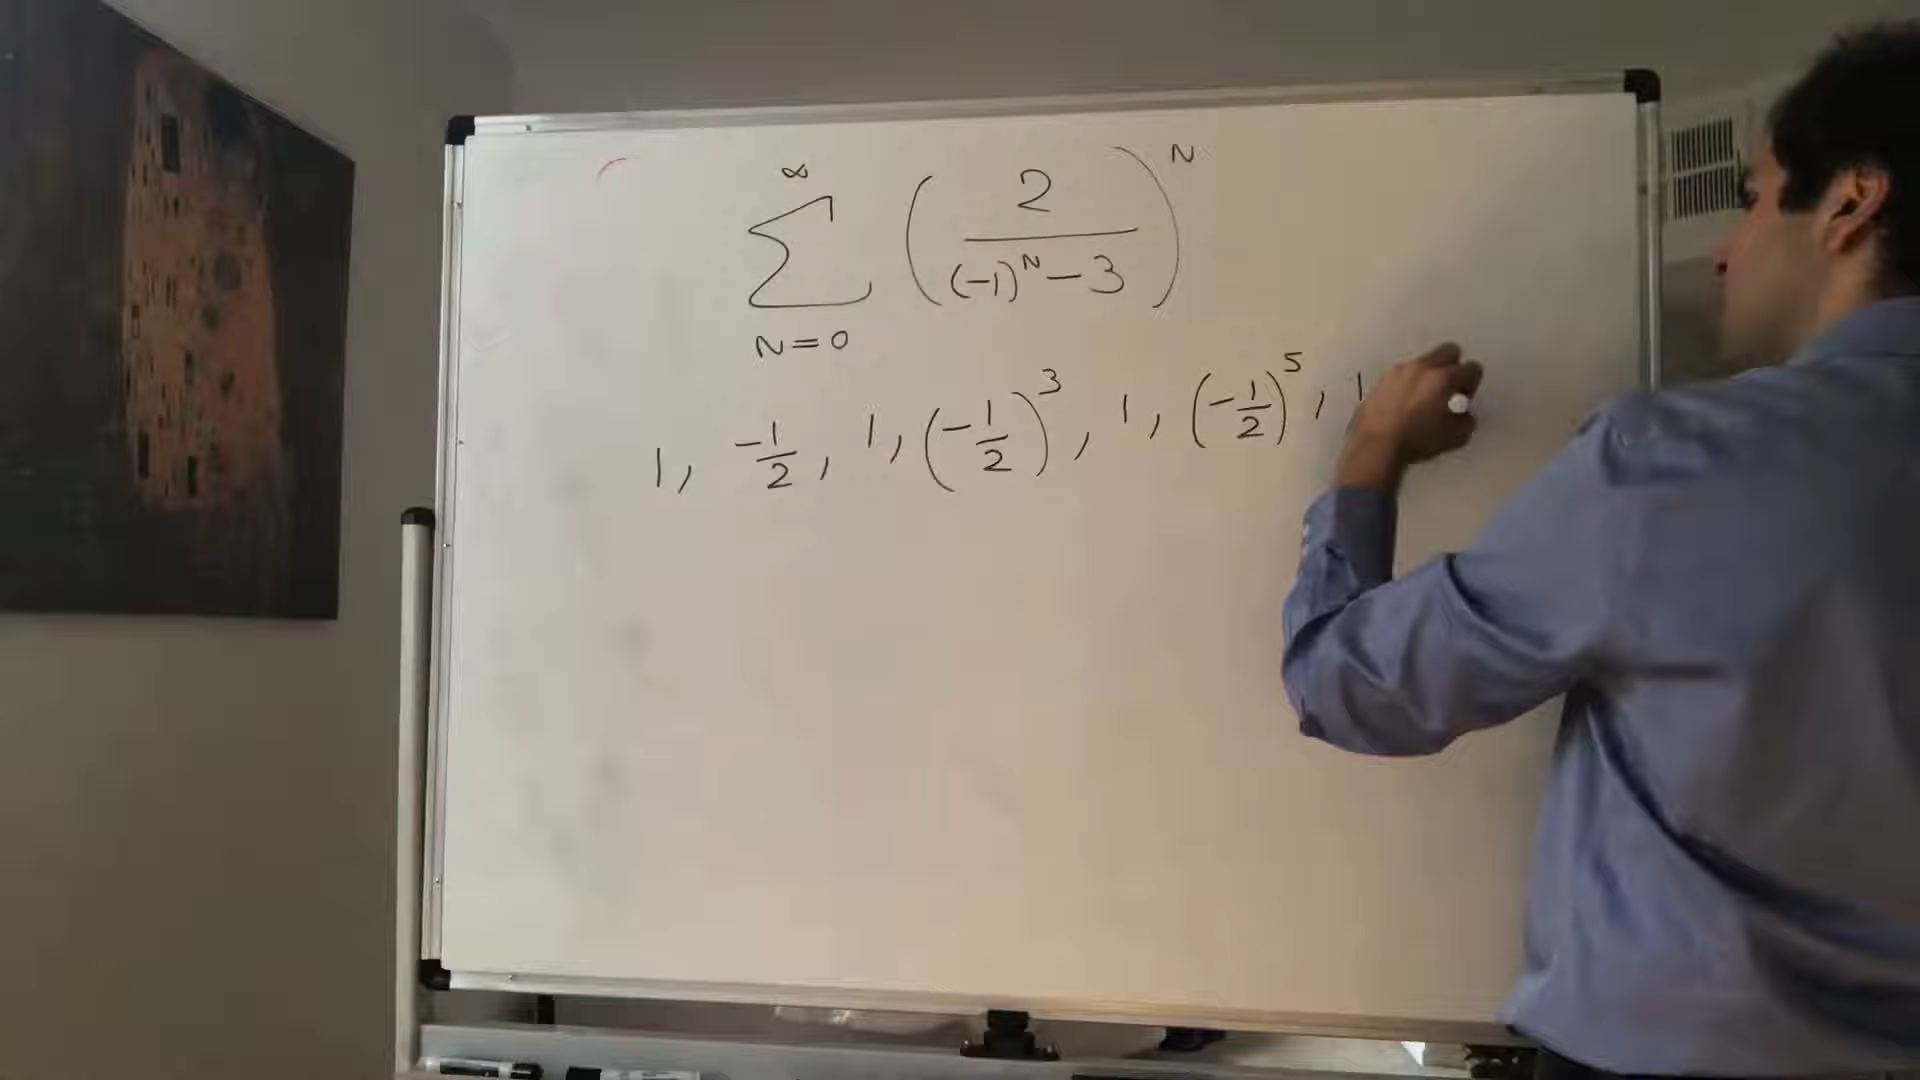 ∞
∑ (2 / ((-1)^N - 3))^N
N=0
1, -1/2, 1, (-1/2)^3, 1, (-1/2)^5, 1